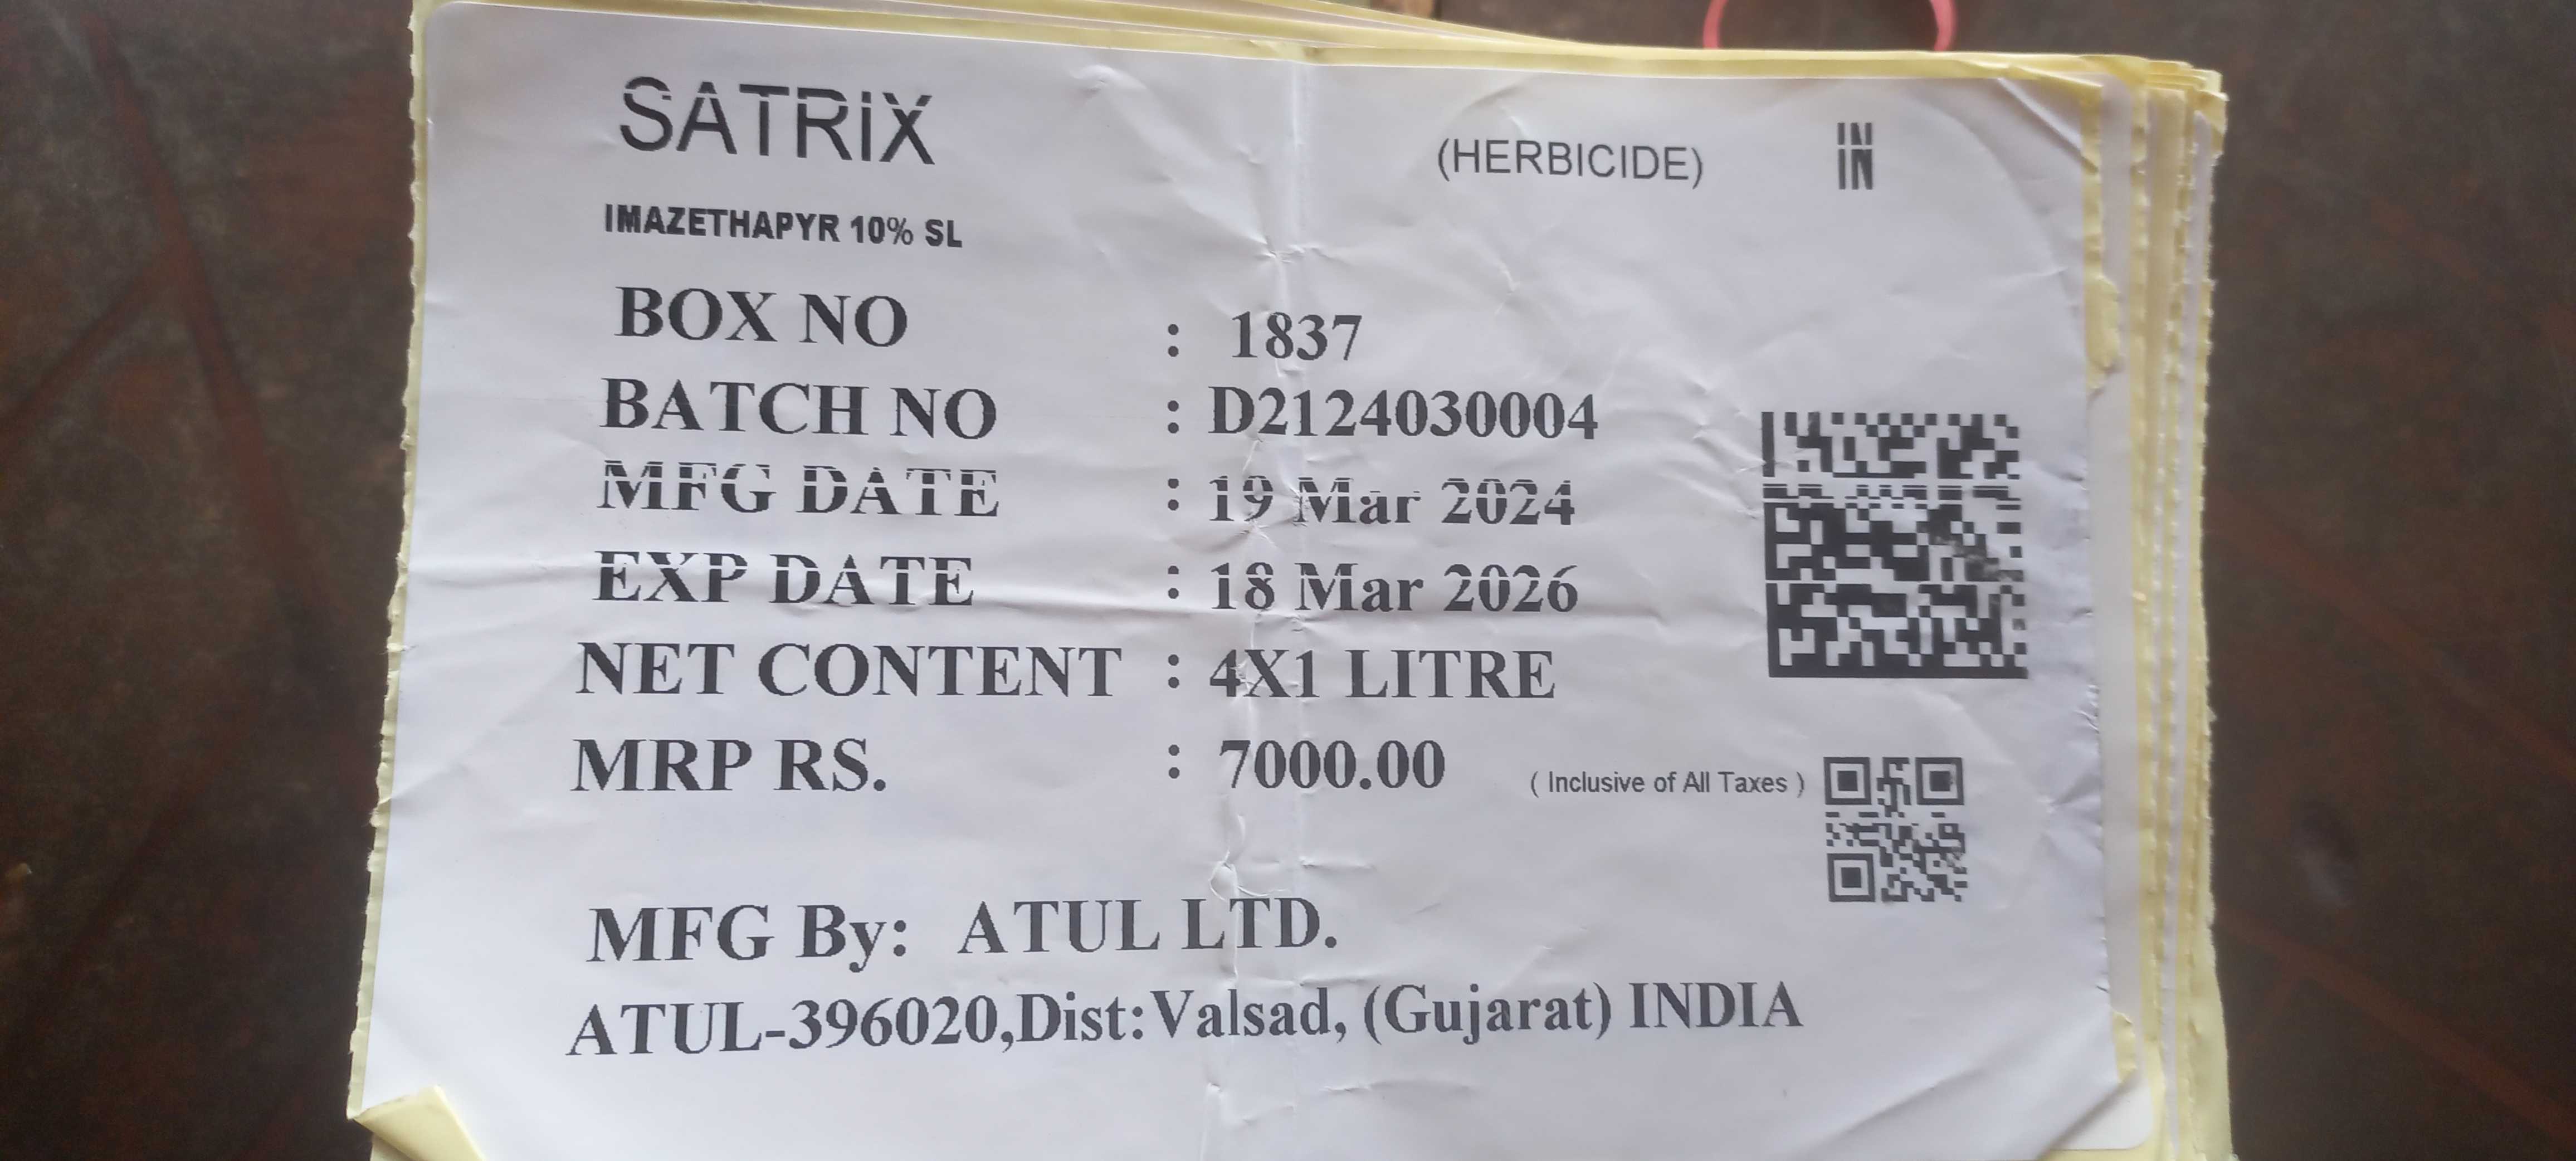 SATRiX
(HERBICIDE)
IN
IN
IMAZETHAPYR 10% SL
BOX NO : 1837
BATCH NO : D2124030004
MFG DATE : 19 Mar 2024
EXP DATE : 18 Mar 2026
NET CONTENT : 4X1 LITRE
MRP RS. : 7000.00 ( Inclusive of All Taxes )
MFG By: ATUL LTD.
ATUL-396020,Dist:Valsad, (Gujarat) INDIA